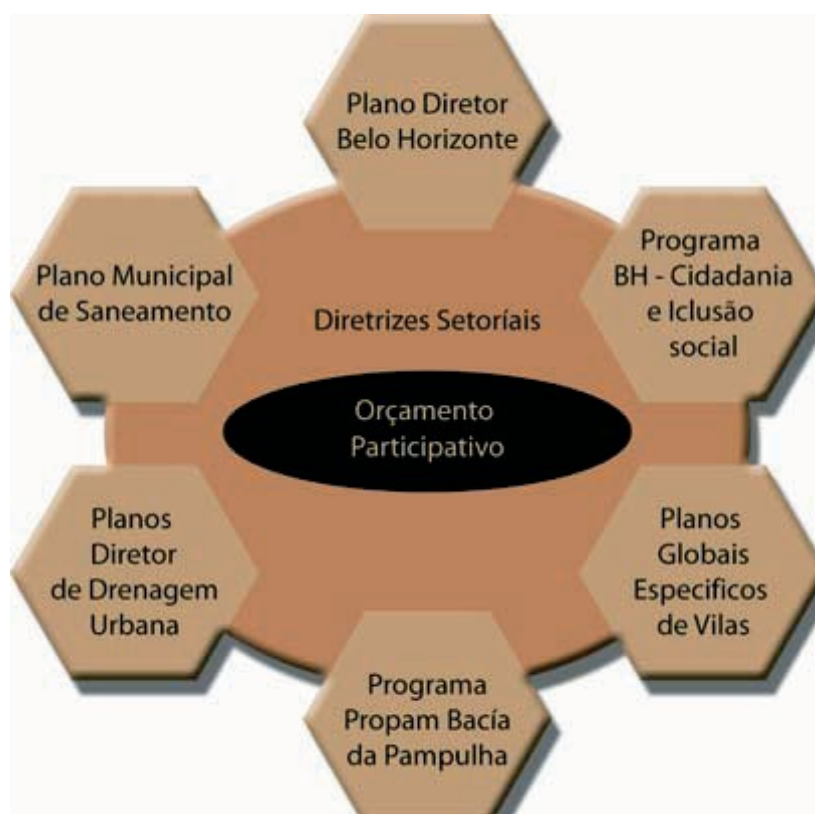 Plano Diretor
Belo Horizonte
Plano Municipal
de Saneamento
Programa
BH - Cidadania
e Iclusão
social
Diretrizes Setoríais
Orçamento
Participativo
Planos
Diretor
de Drenagem
Urbana
Planos
Globais
Especificos
de Vilas
Programa
Propam Bacía
da Pampulha